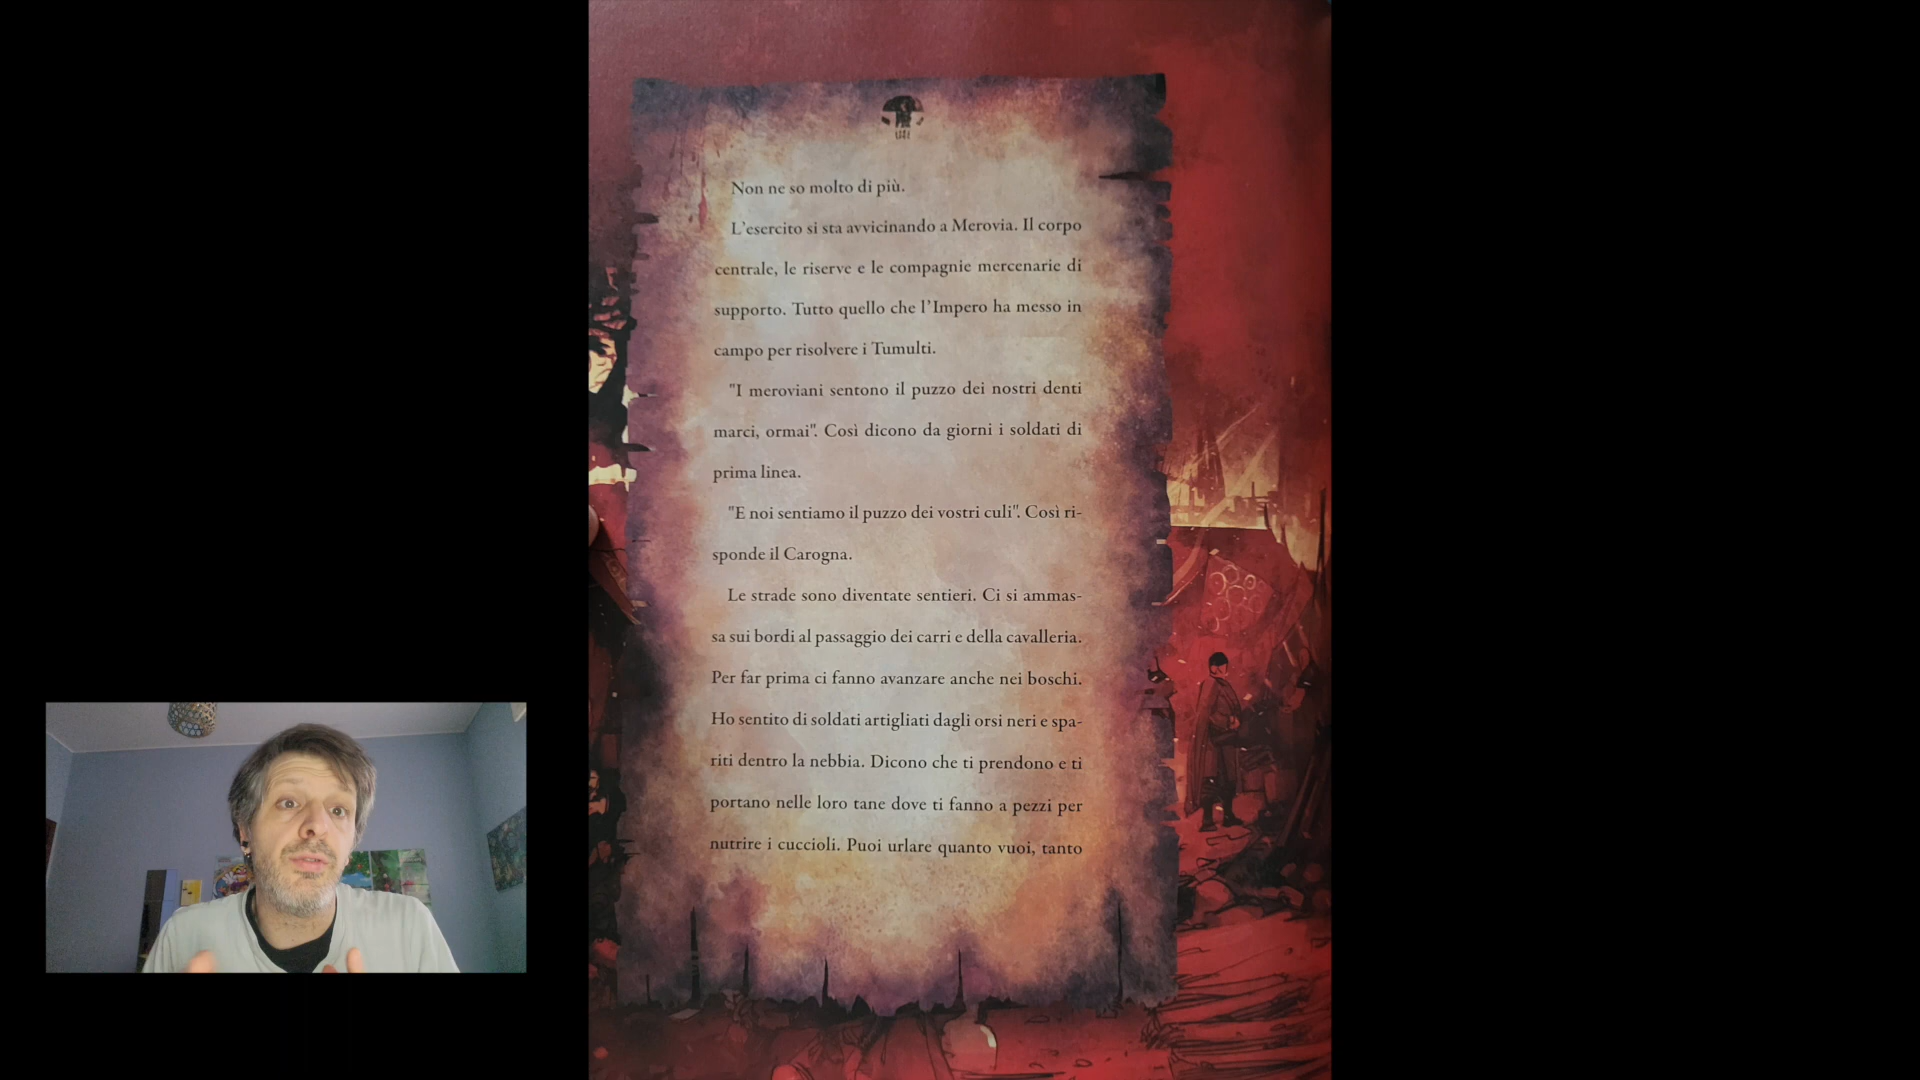 Non ne so molto di più.
L'esercito si sta avvicinando a Merovia. Il corpo
centrale, le riserve e le compagnie mercenarie di
supporto. Tutto quello che l'Impero ha messo in
campo per risolvere i Tumulti.
"I meroviani sentono il puzzo dei nostri denti
marci, ormai". Così dicono da giorni i soldati di
prima linea.
"E noi sentiamo il puzzo dei vostri culi". Così ri-
sponde il Carogna.
Le strade sono diventate sentieri. Ci si ammas-
sa sui bordi al passaggio dei carri e della cavalleria.
Per far prima ci fanno avanzare anche nei boschi.
Ho sentito di soldati artigliati dagli orsi neri e spa-
riti dentro la nebbia. Dicono che ti prendono e ti
portano nelle loro tane dove ti fanno a pezzi per
nutrire i cuccioli. Puoi urlare quanto vuoi, tanto